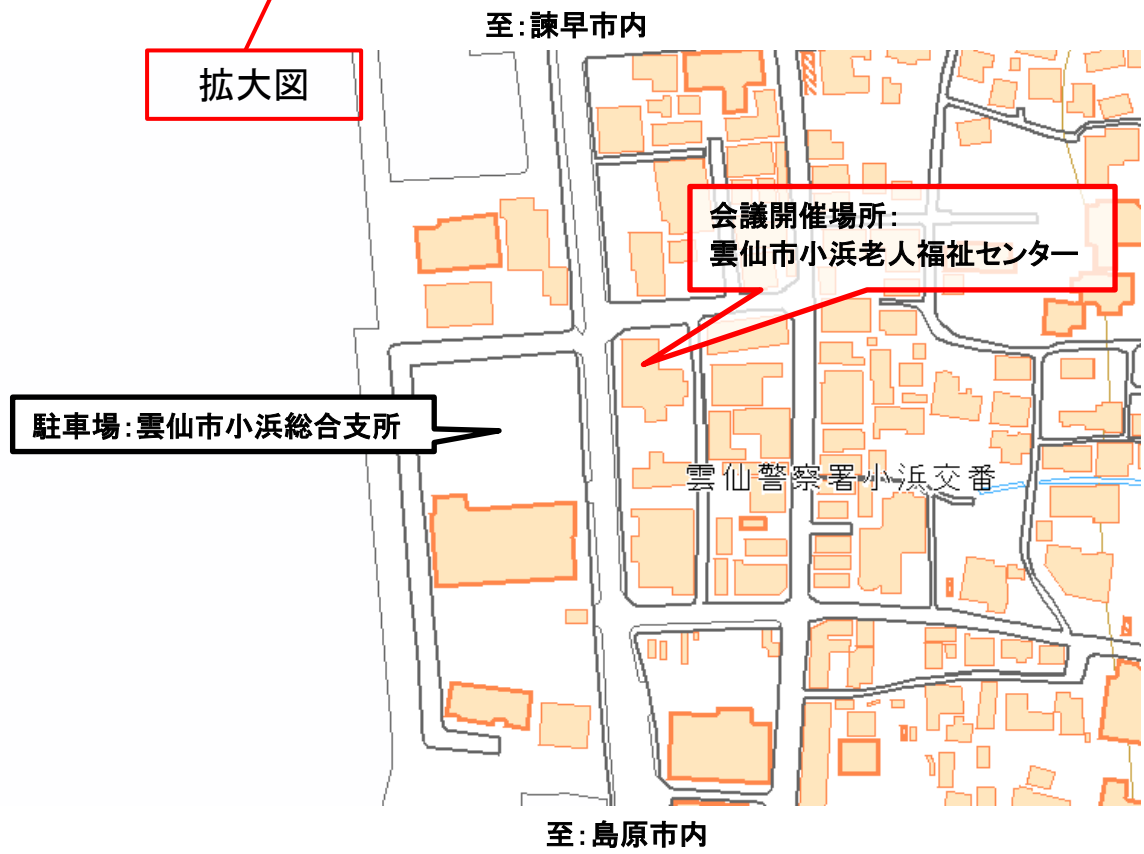 至:諫早市内
拡大図
会議開催場所:
雲仙市小浜老人福祉センター
駐車場:雲仙市小浜総合支所
雲仙警察署小浜交番
至:島原市内